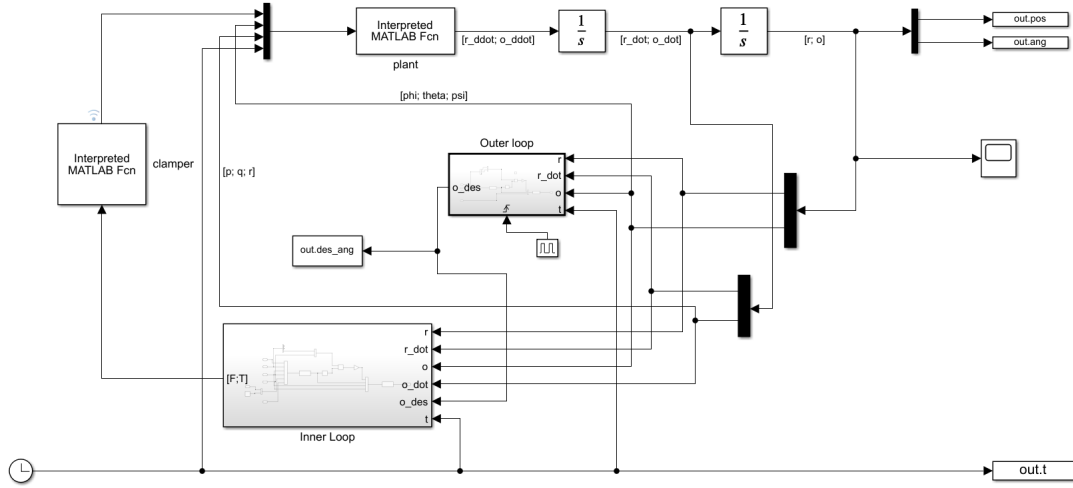 Interpreted
MATLAB Fcn
plant
[r_ddot; o_ddot]
1
s
[r_dot; o_dot]
1
s
[r; o]
out.pos
out.ang
[phi; theta; psi]
Interpreted
MATLAB Fcn
clamper
[p; q; r]
Outer loop
o_des
r
r_dot
o
t
out.des_ang
[F;T]
r
r_dot
o
o_dot
o_des
t
Inner Loop
out.t